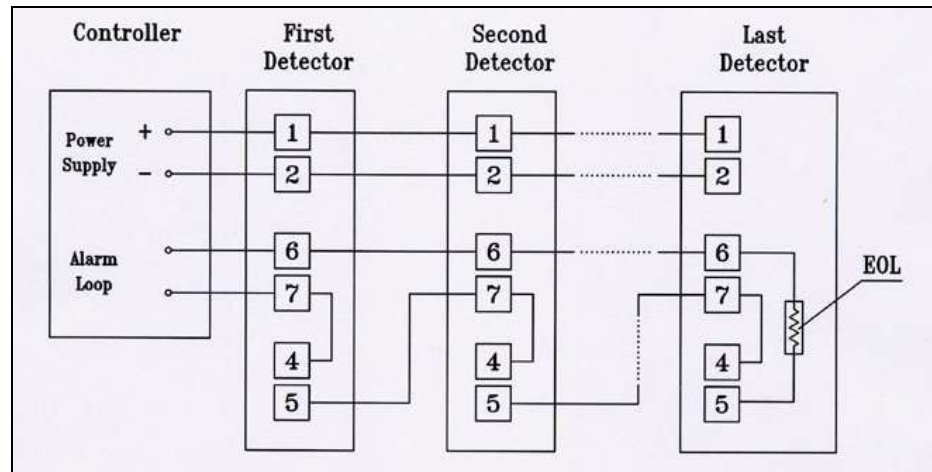 Controller
First
Detector
Second
Detector
Last
Detector
Power
Supply
+
−
Alarm
Loop
1
2
6
7
4
5
1
2
6
7
4
5
1
2
6
7
4
5
EOL